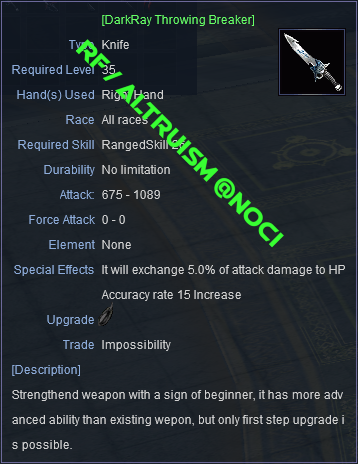 [DarkRay Throwing Breaker]
Type Knife
Required Level 35
Hand(s) Used Right Hand
Race All races
Required Skill RangedSkill
Durability No limitation
Attack: 675 - 1089
Force Attack 0 - 0
Element None
Special Effects It will exchange 5.0% of attack damage to HP
Accuracy rate 15 Increase
Upgrade
Trade Impossibility
[Description]
Strengthend weapon with a sign of beginner, it has more adv
anced ability than existing wepon, but only first step upgrade i
s possible.
RF/ ALTRUISM @NOCI